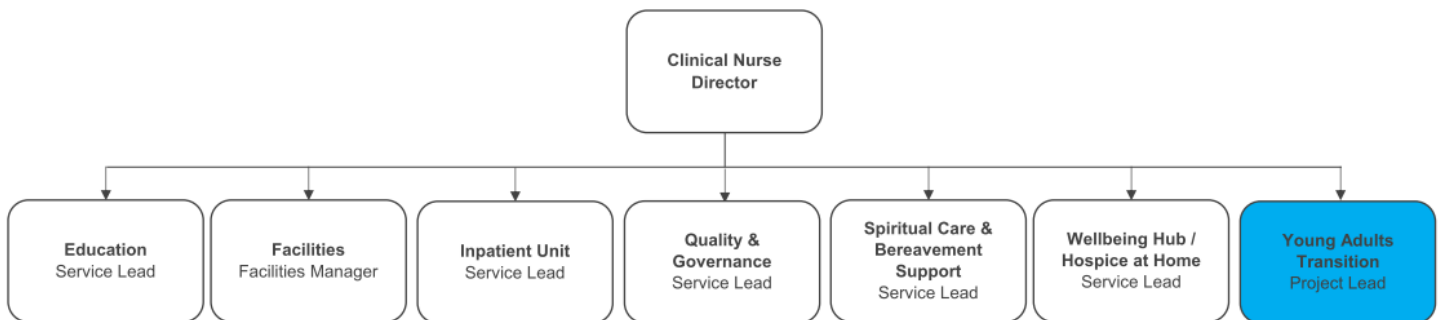 Clinical Nurse
Director
Education
Service Lead
Facilities
Facilities Manager
Inpatient Unit
Service Lead
Quality &
Governance
Service Lead
Spiritual Care &
Bereavement
Support
Service Lead
Wellbeing Hub /
Hospice at Home
Service Lead
Young Adults
Transition
Project Lead